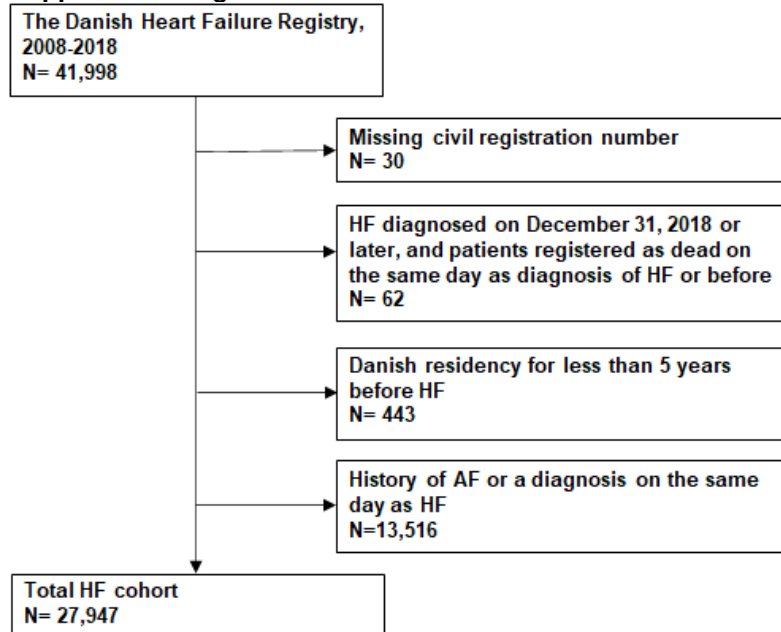 The Danish Heart Failure Registry,
2008-2018
N= 41,998
Missing civil registration number
N= 30
HF diagnosed on December 31, 2018 or
later, and patients registered as dead on
the same day as diagnosis of HF or before
N= 62
Danish residency for less than 5 years
before HF
N= 443
History of AF or a diagnosis on the same
day as HF
N=13,516
Total HF cohort
N= 27,947